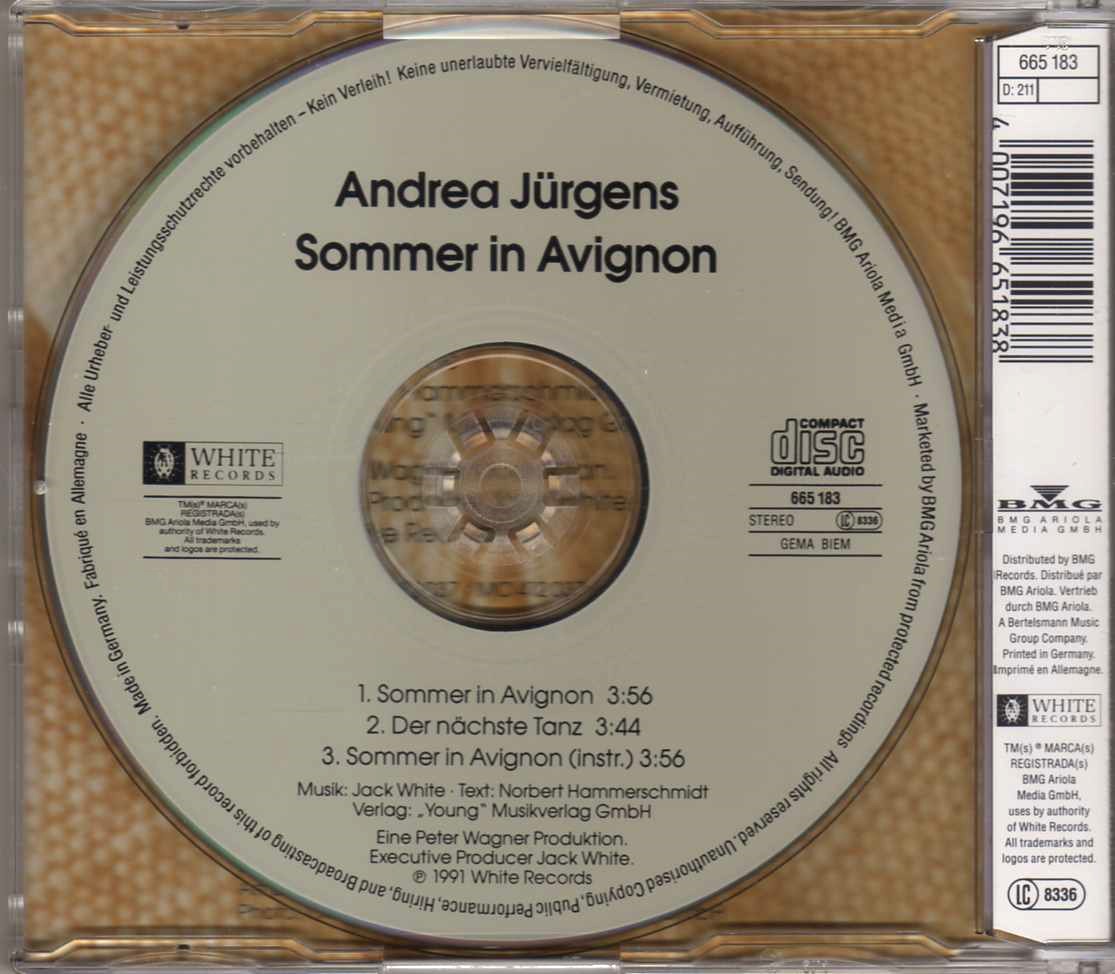 Alle Urheber- und Leistungsschutzrechte vorbehalten – Kein Verleih! Keine unerlaubte Vervielfältigung, Vermietung, Aufführung, Sendung! BMG Ariola Media GmbH · Marketed by BMG Ariola from protected recordings
All rights reserved. Unauthorised Copying, Public Performance, Hiring, and Broadcasting of this record forbidden. Made in Germany. Fabriqué en Allemagne ·
Andrea Jürgens
Sommer in Avignon
WHITE
RECORDS
TM(s)® MARCA(s)
REGISTRADA(s)
BMG Ariola Media GmbH, used by
authority of White Records.
All trademarks
and logos are protected.
COMPACT
disc
DIGITAL AUDIO
665 183
STEREO LC 8336
GEMA BIEM
1. Sommer in Avignon 3:56
2. Der nächste Tanz 3:44
3. Sommer in Avignon (instr.) 3:56
Musik: Jack White · Text: Norbert Hammerschmidt
Verlag: „Young“ Musikverlag GmbH
Eine Peter Wagner Produktion.
Executive Producer Jack White.
℗ 1991 White Records
665 183
D: 211
4 007196 651838
BMG
BMG ARIOLA
MEDIA GMBH
Distributed by BMG
Records. Distribué par
BMG Ariola. Vertrieb
durch BMG Ariola.
A Bertelsmann Music
Group Company.
Printed in Germany.
Imprimé en Allemagne.
WHITE
RECORDS
TM(s) ® MARCA(s)
REGISTRADA(s)
BMG Ariola
Media GmbH,
uses by authority
of White Records.
All trademarks and
logos are protected.
LC 8336